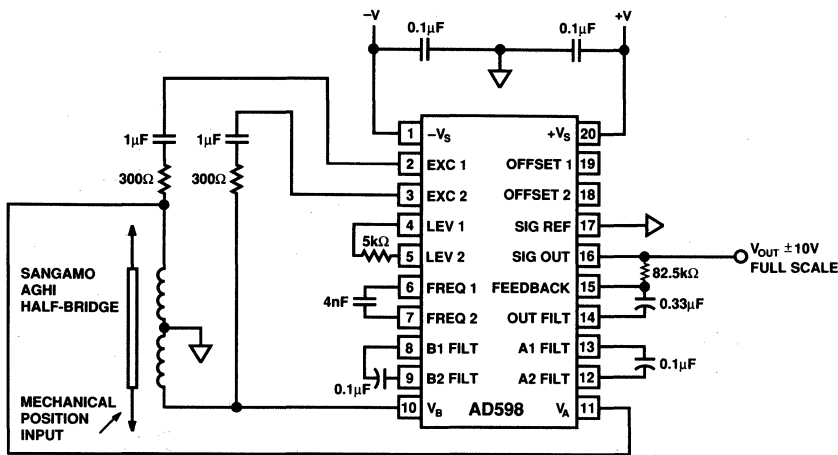 –V
+V
0.1µF
0.1µF
1µF
1µF
300Ω
300Ω
1 –VS
+VS 20
2 EXC 1
OFFSET 1 19
3 EXC 2
OFFSET 2 18
4 LEV 1
SIG REF 17
5kΩ
5 LEV 2
SIG OUT 16
VOUT ±10V
FULL SCALE
82.5kΩ
6 FREQ 1
FEEDBACK 15
4nF
0.33µF
7 FREQ 2
OUT FILT 14
8 B1 FILT
A1 FILT 13
0.1µF
0.1µF
9 B2 FILT
A2 FILT 12
10 VB
AD598
VA 11
SANGAMO
AGHI
HALF-BRIDGE
MECHANICAL
POSITION
INPUT